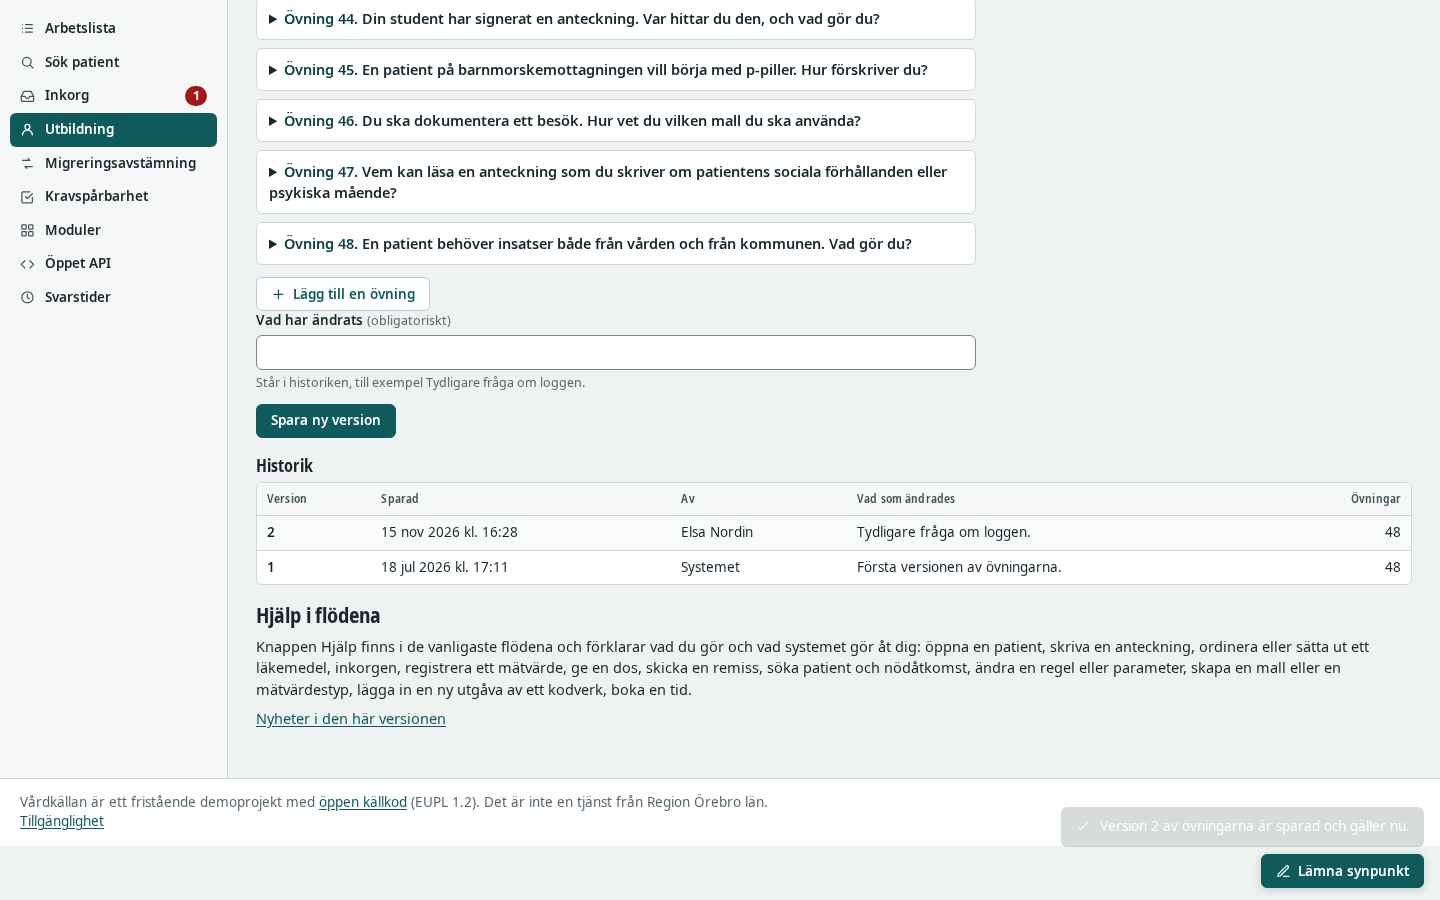 Arbetslista
Sök patient
Inkorg 1
Utbildning
Migreringsavstämning
Kravspårbarhet
Moduler
Öppet API
Svarstider
Övning 44. Din student har signerat en anteckning. Var hittar du den, och vad gör du?
Övning 45. En patient på barnmorskemottagningen vill börja med p-piller. Hur förskriver du?
Övning 46. Du ska dokumentera ett besök. Hur vet du vilken mall du ska använda?
Övning 47. Vem kan läsa en anteckning som du skriver om patientens sociala förhållanden eller
psykiska mående?
Övning 48. En patient behöver insatser både från vården och från kommunen. Vad gör du?
Lägg till en övning
Vad har ändrats (obligatoriskt)
Står i historiken, till exempel Tydligare fråga om loggen.
Spara ny version
Historik
Version Sparad Av Vad som ändrades Övningar
2 15 nov 2026 kl. 16:28 Elsa Nordin Tydligare fråga om loggen. 48
1 18 jul 2026 kl. 17:11 Systemet Första versionen av övningarna. 48
Hjälp i flödena
Knappen Hjälp finns i de vanligaste flödena och förklarar vad du gör och vad systemet gör åt dig: öppna en patient, skriva en anteckning, ordinera eller sätta ut ett
läkemedel, inkorgen, registrera ett mätvärde, ge en dos, skicka en remiss, söka patient och nödåtkomst, ändra en regel eller parameter, skapa en mall eller en
mätvärdestyp, lägga in en ny utgåva av ett kodverk, boka en tid.
Nyheter i den här versionen
Vårdkällan är ett fristående demoprojekt med öppen källkod (EUPL 1.2). Det är inte en tjänst från Region Örebro län.
Tillgänglighet
Version 2 av övningarna är sparad och gäller nu.
Lämna synpunkt